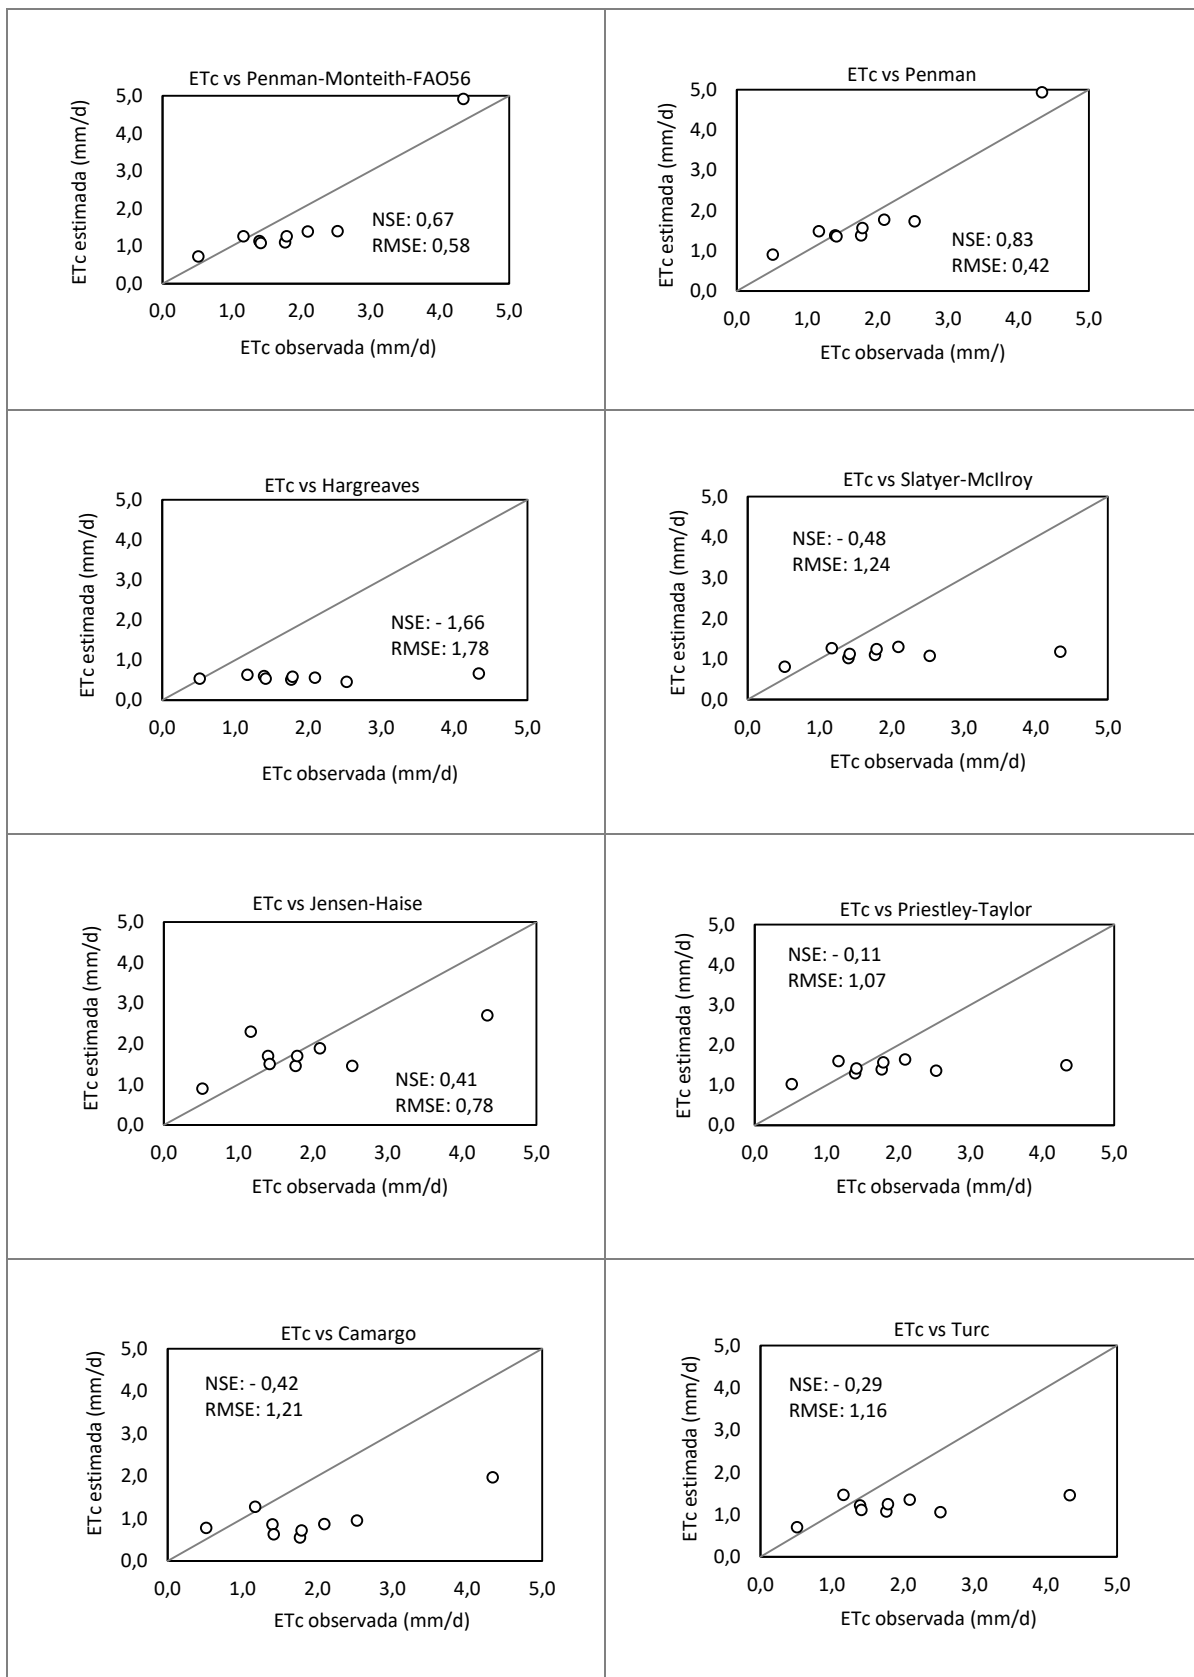 ETc vs Penman-Monteith-FAO56
ETc estimada (mm/d)
5,0
4,0
3,0
2,0
1,0
0,0
NSE: 0,67
RMSE: 0,58
0,0 1,0 2,0 3,0 4,0 5,0
ETc observada (mm/d)
ETc vs Penman
ETc estimada (mm/d)
5,0
4,0
3,0
2,0
1,0
0,0
NSE: 0,83
RMSE: 0,42
0,0 1,0 2,0 3,0 4,0 5,0
ETc observada (mm/)
ETc vs Hargreaves
ETc estimada (mm/d)
5,0
4,0
3,0
2,0
1,0
0,0
NSE: - 1,66
RMSE: 1,78
0,0 1,0 2,0 3,0 4,0 5,0
ETc observada (mm/d)
ETc vs Slatyer-McIlroy
ETc estimada (mm/d)
5,0
4,0
3,0
2,0
1,0
0,0
NSE: - 0,48
RMSE: 1,24
0,0 1,0 2,0 3,0 4,0 5,0
ETc observada (mm/d)
ETc vs Jensen-Haise
ETc estimada (mm/d)
5,0
4,0
3,0
2,0
1,0
0,0
NSE: 0,41
RMSE: 0,78
0,0 1,0 2,0 3,0 4,0 5,0
ETc observada (mm/d)
ETc vs Priestley-Taylor
ETc estimada (mm/d)
5,0
4,0
3,0
2,0
1,0
0,0
NSE: - 0,11
RMSE: 1,07
0,0 1,0 2,0 3,0 4,0 5,0
ETc observada (mm/d)
ETc vs Camargo
ETc estimada (mm/d)
5,0
4,0
3,0
2,0
1,0
0,0
NSE: - 0,42
RMSE: 1,21
0,0 1,0 2,0 3,0 4,0 5,0
ETc observada (mm/d)
ETc vs Turc
ETc estimada (mm/d)
5,0
4,0
3,0
2,0
1,0
0,0
NSE: - 0,29
RMSE: 1,16
0,0 1,0 2,0 3,0 4,0 5,0
ETc observada (mm/d)